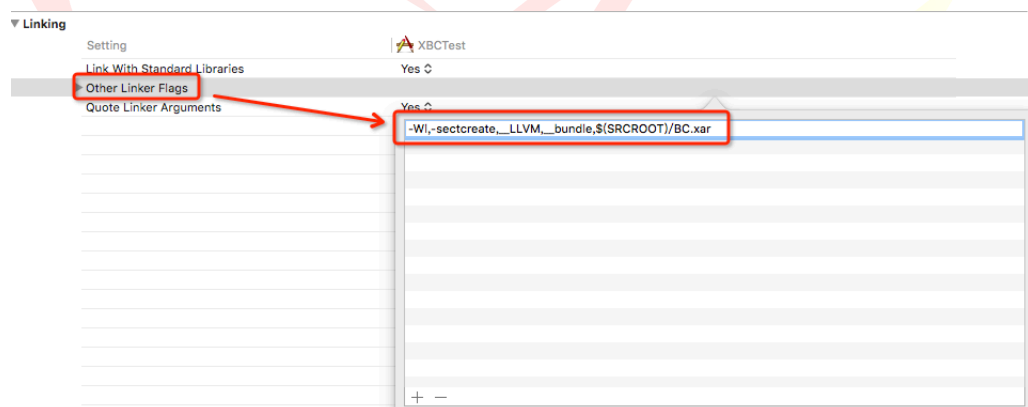 Linking
Setting XBCTest
Link With Standard Libraries Yes
Other Linker Flags
Quote Linker Arguments Yes
-Wl,-sectcreate,__LLVM,__bundle,$(SRCROOT)/BC.xar